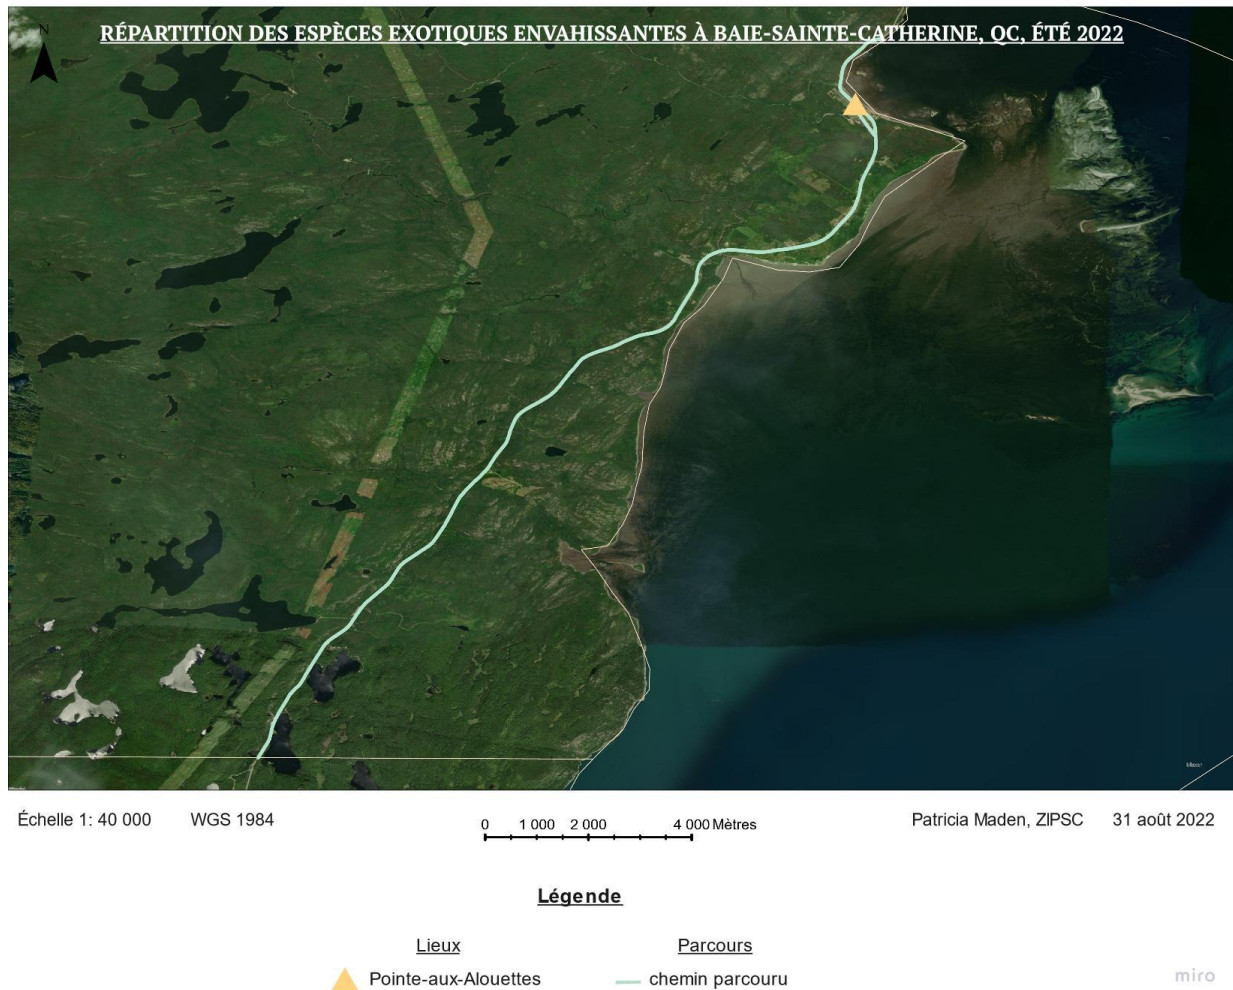 N
RÉPARTITION DES ESPÈCES EXOTIQUES ENVAHISSANTES À BAIE-SAINTE-CATHERINE, QC, ÉTÉ 2022
Échelle 1: 40 000 WGS 1984
0 1 000 2 000 4 000 Mètres
Patricia Maden, ZIPSC 31 août 2022
Légende
Lieux
Parcours
Pointe-aux-Alouettes
chemin parcouru
miro